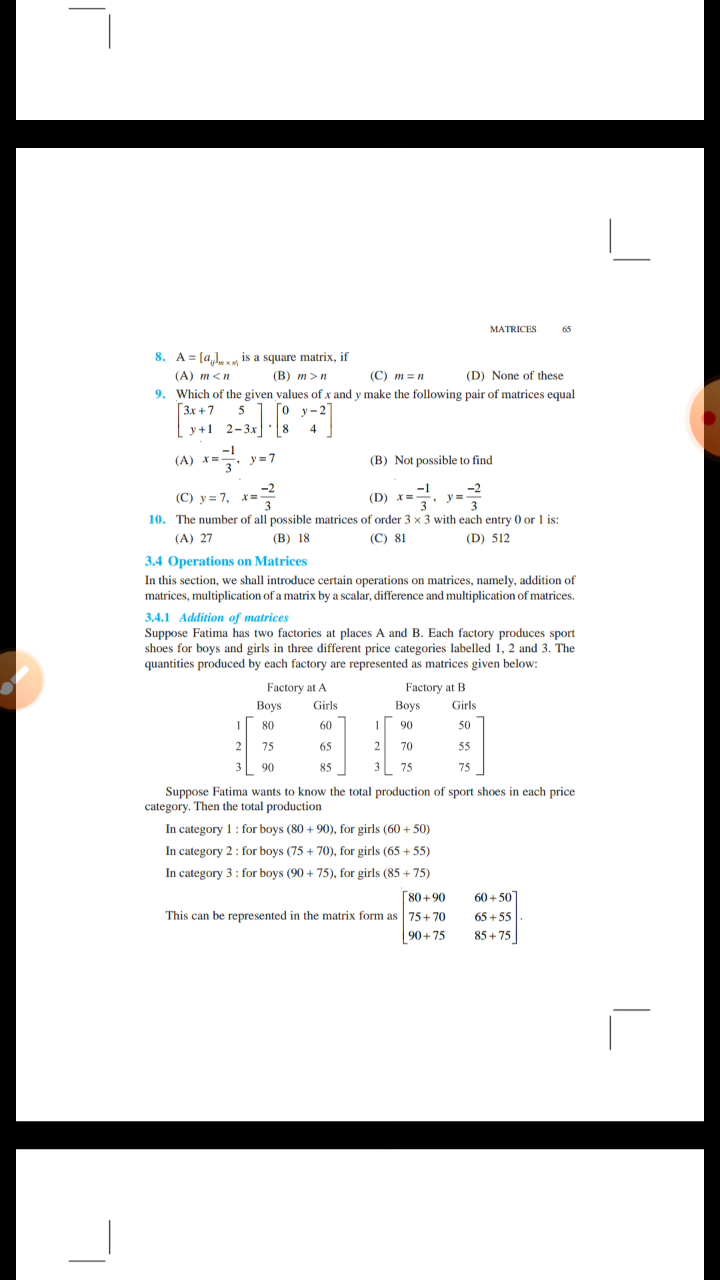 MATRICES 65
8. A = [aij]m × n\ is a square matrix, if
(A) m < n (B) m > n (C) m = n (D) None of these
9. Which of the given values of x and y make the following pair of matrices equal
[3x + 7 5] [0 y – 2]
[y + 1 2 – 3x] , [8 4]
(A) x = –1/3, y = 7 (B) Not possible to find
(C) y = 7, x = –2/3 (D) x = –1/3, y = –2/3
10. The number of all possible matrices of order 3 × 3 with each entry 0 or 1 is:
(A) 27 (B) 18 (C) 81 (D) 512
3.4 Operations on Matrices
In this section, we shall introduce certain operations on matrices, namely, addition of
matrices, multiplication of a matrix by a scalar, difference and multiplication of matrices.
3.4.1 Addition of matrices
Suppose Fatima has two factories at places A and B. Each factory produces sport
shoes for boys and girls in three different price categories labelled 1, 2 and 3. The
quantities produced by each factory are represented as matrices given below:
Factory at A Factory at B
Boys Girls Boys Girls
1 [80 60] 1 [90 50]
2 [75 65] 2 [70 55]
3 [90 85] 3 [75 75]
Suppose Fatima wants to know the total production of sport shoes in each price
category. Then the total production
In category 1 : for boys (80 + 90), for girls (60 + 50)
In category 2 : for boys (75 + 70), for girls (65 + 55)
In category 3 : for boys (90 + 75), for girls (85 + 75)
[80 + 90 60 + 50]
This can be represented in the matrix form as [75 + 70 65 + 55].
[90 + 75 85 + 75]